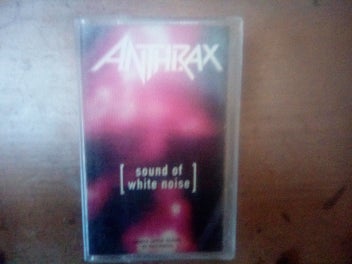 ANTHRAX
[ sound of
white noise ]